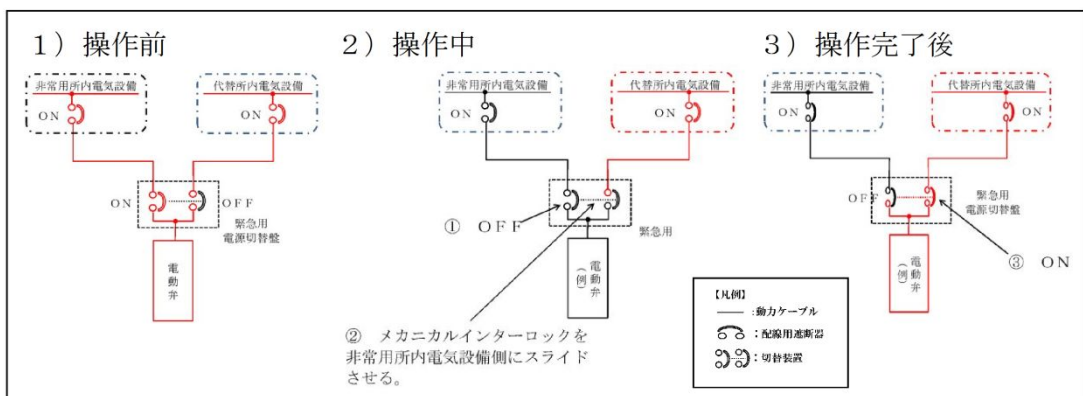 １）操作前
非常用所内電気設備
代替所内電気設備
ON
ON
ON
OFF
緊急用
電源切替盤
電動弁
２）操作中
非常用所内電気設備
代替所内電気設備
ON
ON
① OFF
緊急用
電動弁
(例)
② メカニカルインターロックを
非常用所内電気設備側にスライド
させる。
３）操作完了後
非常用所内電気設備
代替所内電気設備
ON
ON
OFF
緊急用
電源切替盤
③ ON
電動弁
(例)
【凡例】
:動力ケーブル
:配線用遮断器
:切替装置